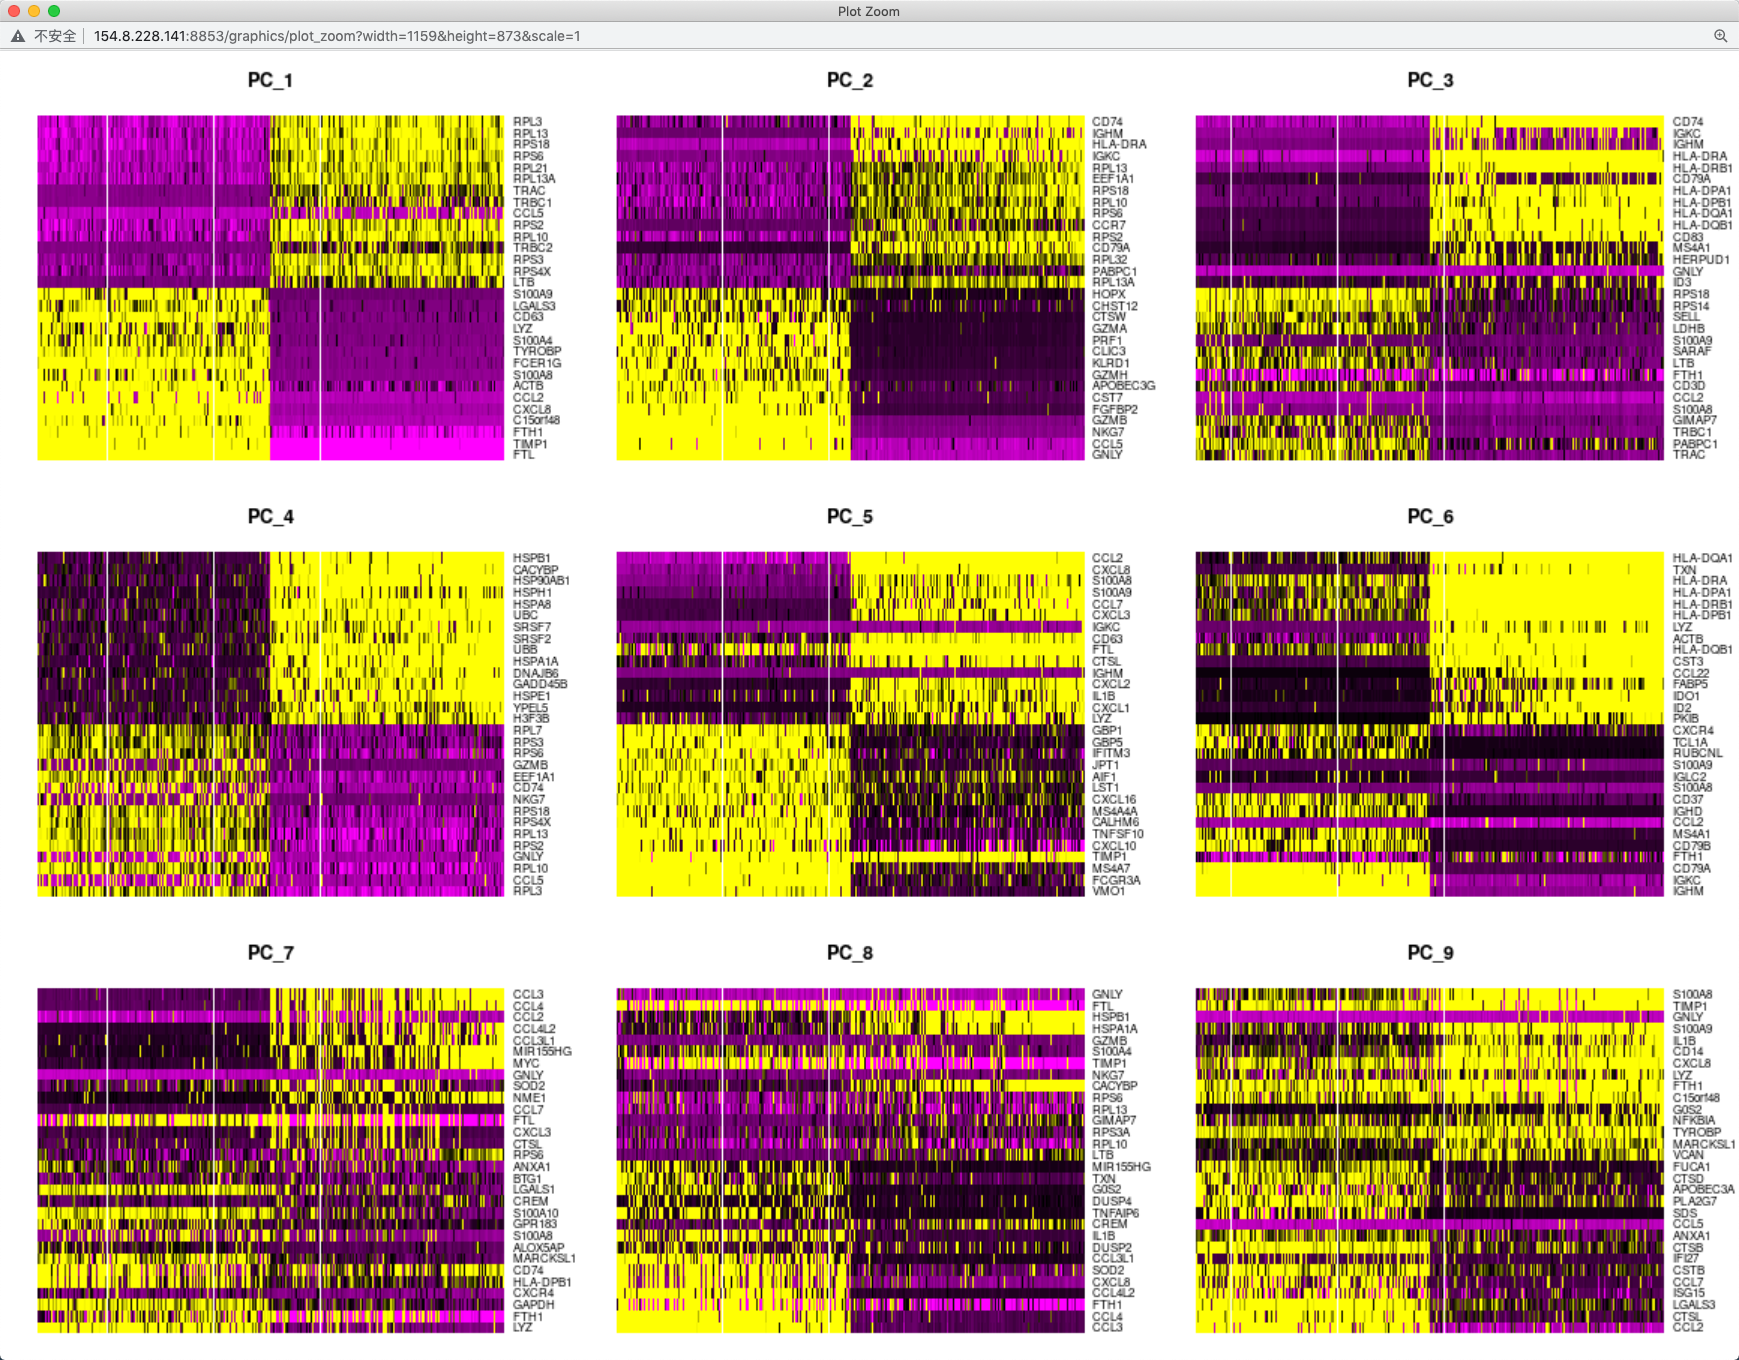 Plot Zoom
不安全 154.8.228.141:8853/graphics/plot_zoom?width=1159&height=873&scale=1
PC_1
RPL3
RPL13
RPS18
RPS6
RPL21
RPL13A
TRAC
TRBC1
CCL5
RPS2
RPL10
TRBC2
RPS3
RPS4X
LTB
S100A9
LGALS3
CD63
LYZ
S100A4
TYROBP
FCER1G
S100A8
ACTB
CCL2
CXCL8
C15orf48
FTH1
TIMP1
FTL
PC_2
CD74
IGHM
HLA-DRA
IGKC
RPL13
EEF1A1
RPS18
RPL10
RPS6
CCR7
RPS2
CD79A
RPL32
PABPC1
RPL13A
HOPX
CHST12
CTSW
GZMA
PRF1
CLIC3
KLRD1
GZMH
APOBEC3G
CST7
FGFBP2
GZMB
NKG7
CCL5
GNLY
PC_3
CD74
IGKC
IGHM
HLA-DRA
HLA-DRB1
CD79A
HLA-DPA1
HLA-DPB1
HLA-DQA1
HLA-DQB1
CD83
MS4A1
HERPUD1
GNLY
ID3
RPS18
RPS14
SELL
LDHB
S100A9
SARAF
LTB
FTH1
CD3D
CCL2
S100A8
GIMAP7
TRBC1
PABPC1
TRAC
PC_4
HSPB1
CACYBP
HSP90AB1
HSPH1
HSPA8
UBC
SRSF7
SRSF2
UBB
HSPA1A
DNAJB6
GADD45B
HSPE1
YPEL5
H3F3B
RPL7
RPS3
RPS6
GZMB
EEF1A1
CD74
NKG7
RPS18
RPS4X
RPL13
RPS2
GNLY
RPL10
CCL5
RPL3
PC_5
CCL2
CXCL8
S100A8
S100A9
CCL7
CXCL3
IGKC
CD63
FTL
CTSL
IGHM
CXCL2
IL1B
CXCL1
LYZ
GBP1
GBP5
IFITM3
JPT1
AIF1
LST1
CXCL16
MS4A4A
CALHM6
TNFSF10
CXCL10
TIMP1
MS4A7
FCGR3A
VMO1
PC_6
HLA-DQA1
TXN
HLA-DRA
HLA-DPA1
HLA-DRB1
HLA-DPB1
LYZ
ACTB
HLA-DQB1
CST3
CCL22
FABP5
IDO1
ID2
PKIB
CXCR4
TCL1A
RUBCNL
S100A9
IGLC2
S100A8
CD37
IGHD
CCL2
MS4A1
CD79B
FTH1
CD79A
IGKC
IGHM
PC_7
CCL3
CCL4
CCL2
CCL4L2
CCL3L1
MIR155HG
MYC
GNLY
SOD2
NME1
CCL7
FTL
CXCL3
CTSL
RPS6
ANXA1
BTG1
LGALS1
CREM
S100A10
GPR183
S100A8
ALOX5AP
MARCKSL1
CD74
HLA-DPB1
CXCR4
GAPDH
FTH1
LYZ
PC_8
GNLY
FTL
HSPB1
HSPA1A
GZMB
S100A4
TIMP1
NKG7
CACYBP
RPS6
RPL13
GIMAP7
RPS3A
RPL10
LTB
MIR155HG
TXN
G0S2
DUSP4
TNFAIP6
CREM
IL1B
DUSP2
CCL3L1
SOD2
CXCL8
CCL4L2
FTH1
CCL4
CCL3
PC_9
S100A8
TIMP1
GNLY
S100A9
IL1B
CD14
CXCL8
LYZ
FTH1
C15orf48
G0S2
NFKBIA
TYROBP
MARCKSL1
VCAN
FUCA1
CTSD
APOBEC3A
PLA2G7
SDS
CCL5
ANXA1
CTSB
IFI27
CSTB
CCL7
ISG15
LGALS3
CTSL
CCL2